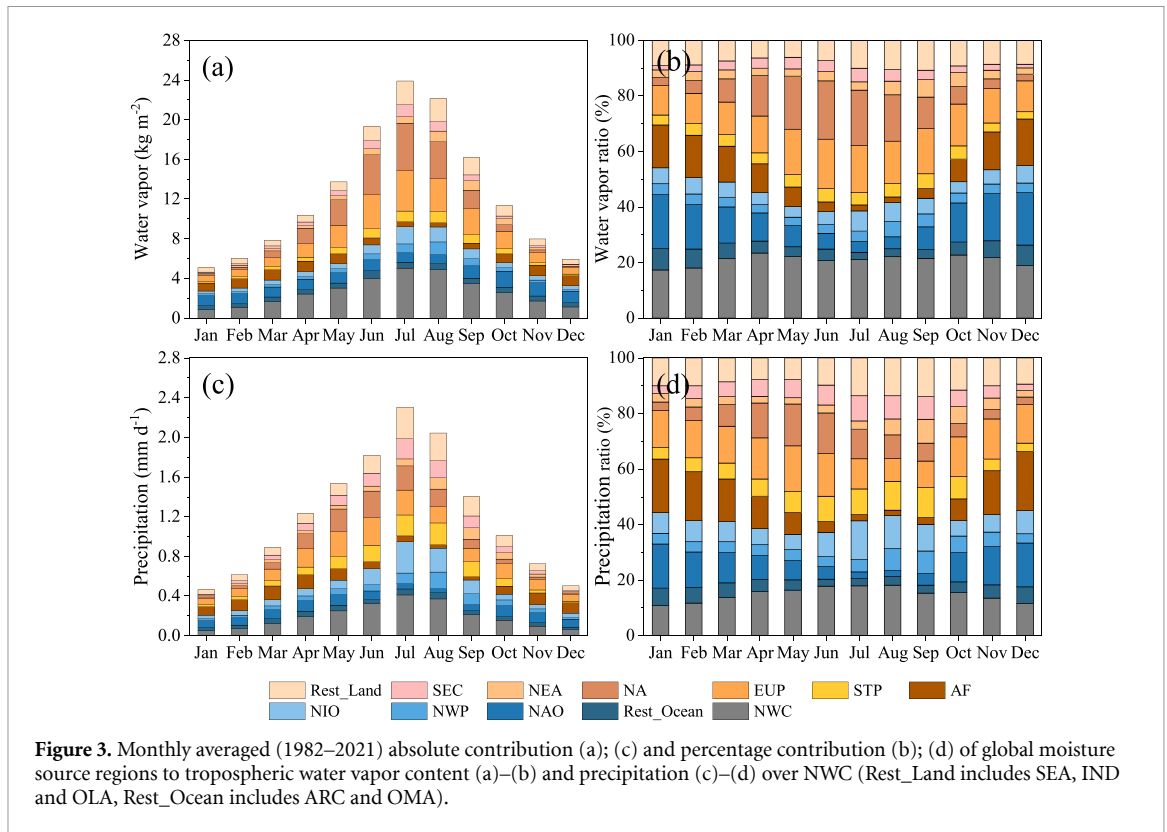 (a)
Water vapor (kg m-2)
28
24
20
16
12
8
4
0
Jan Feb Mar Apr May Jun Jul Aug Sep Oct Nov Dec
(b)
Water vapor ratio (%)
100
80
60
40
20
0
Jan Feb Mar Apr May Jun Jul Aug Sep Oct Nov Dec
(c)
Precipitation (mm d-1)
2.8
2.4
2.0
1.6
1.2
0.8
0.4
0.0
Jan Feb Mar Apr May Jun Jul Aug Sep Oct Nov Dec
(d)
Precipitation ratio (%)
100
80
60
40
20
0
Jan Feb Mar Apr May Jun Jul Aug Sep Oct Nov Dec
Rest_Land SEC NEA NA EUP STP AF
NIO NWP NAO Rest_Ocean NWC
Figure 3. Monthly averaged (1982–2021) absolute contribution (a); (c) and percentage contribution (b); (d) of global moisture
source regions to tropospheric water vapor content (a)–(b) and precipitation (c)–(d) over NWC (Rest_Land includes SEA, IND
and OLA, Rest_Ocean includes ARC and OMA).